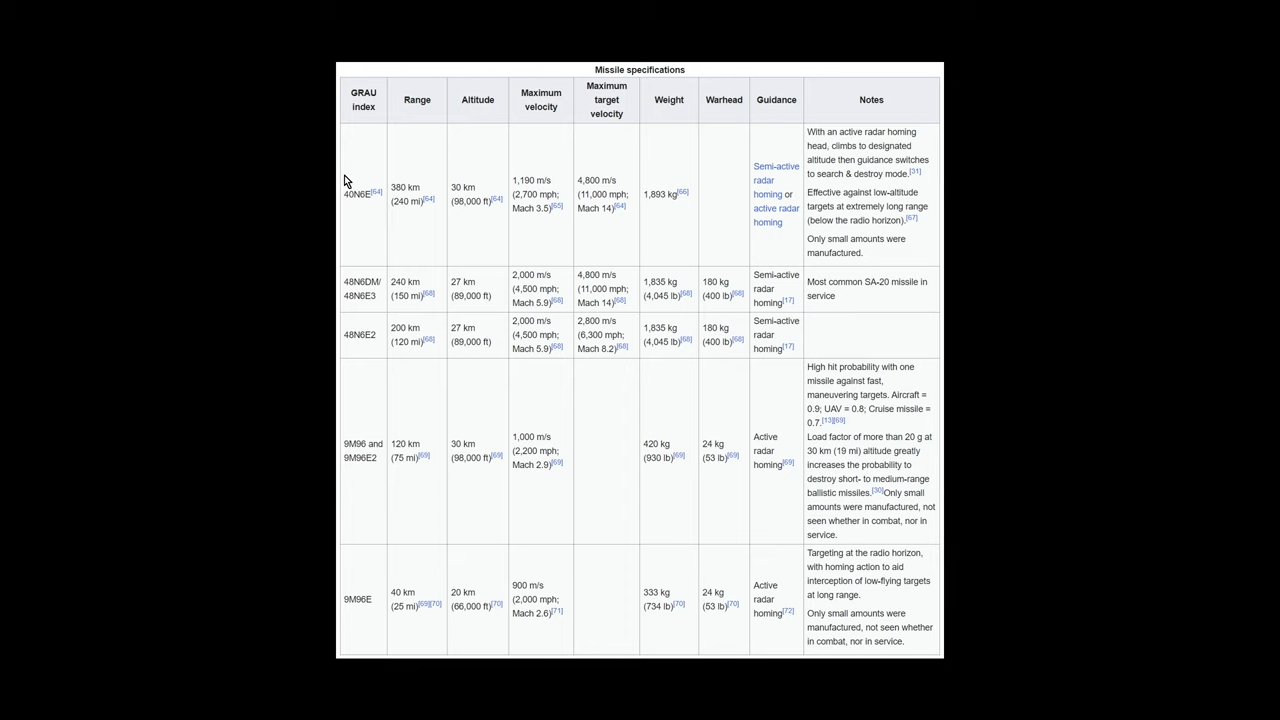 Missile specifications
GRAU index
Range
Altitude
Maximum velocity
Maximum target velocity
Weight
Warhead
Guidance
Notes
40N6E[64]
380 km
(240 mi)[64]
30 km
(98,000 ft)[64]
1,190 m/s
(2,700 mph;
Mach 3.5)[65]
4,800 m/s
(11,000 mph;
Mach 14)[64]
1,893 kg[66]
Semi-active
radar
homing or
active radar
homing
With an active radar homing
head, climbs to designated
altitude then guidance switches
to search & destroy mode.[31]
Effective against low-altitude
targets at extremely long range
(below the radio horizon).[67]
Only small amounts were
manufactured.
48N6DM/
48N6E3
240 km
(150 mi)[68]
27 km
(89,000 ft)
2,000 m/s
(4,500 mph;
Mach 5.9)[68]
4,800 m/s
(11,000 mph;
Mach 14)[68]
1,835 kg
(4,045 lb)[68]
180 kg
(400 lb)[68]
Semi-active
radar
homing[17]
Most common SA-20 missile in
service
48N6E2
200 km
(120 mi)[68]
27 km
(89,000 ft)
2,000 m/s
(4,500 mph;
Mach 5.9)[68]
2,800 m/s
(6,300 mph;
Mach 8.2)[68]
1,835 kg
(4,045 lb)[68]
180 kg
(400 lb)[68]
Semi-active
radar
homing[17]
9M96 and
9M96E2
120 km
(75 mi)[69]
30 km
(98,000 ft)[69]
1,000 m/s
(2,200 mph;
Mach 2.9)[69]
420 kg
(930 lb)[69]
24 kg
(53 lb)[69]
Active
radar
homing[69]
High hit probability with one
missile against fast,
maneuvering targets. Aircraft =
0.9; UAV = 0.8; Cruise missile =
0.7.[13][69]
Load factor of more than 20 g at
30 km (19 mi) altitude greatly
increases the probability to
destroy short- to medium-range
ballistic missiles.[30]Only small
amounts were manufactured, not
seen whether in combat, nor in
service.
9M96E
40 km
(25 mi)[69][70]
20 km
(66,000 ft)[70]
900 m/s
(2,000 mph;
Mach 2.6)[71]
333 kg
(734 lb)[70]
24 kg
(53 lb)[70]
Active
radar
homing[72]
Targeting at the radio horizon,
with homing action to aid
interception of low-flying targets
at long range.
Only small amounts were
manufactured, not seen whether
in combat, nor in service.